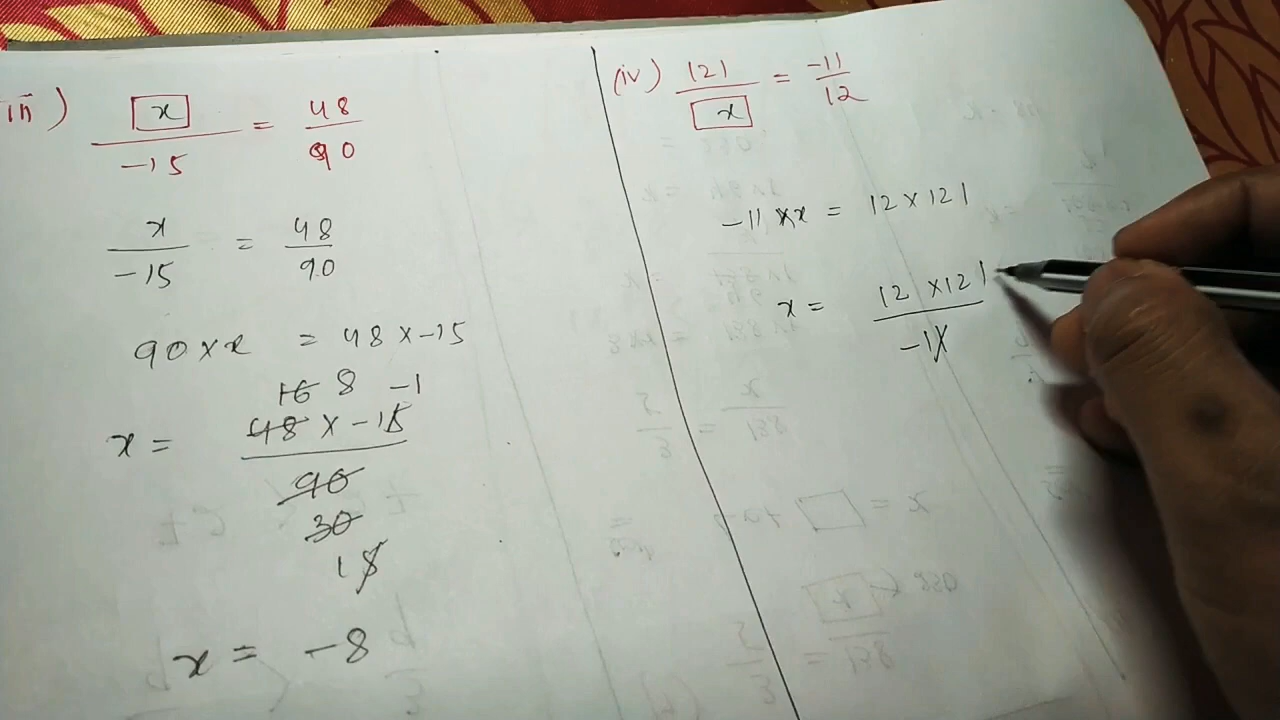 iii)
x / -15 = 48 / 90
x / -15 = 48 / 90
90 × x = 48 × -15
16 8 -1
x = 48 × -15 / 90
30
15
x = -8
(iv) 121 / x = -11 / 12
-11 × x = 12 × 121
x = 12 × 121 / -11